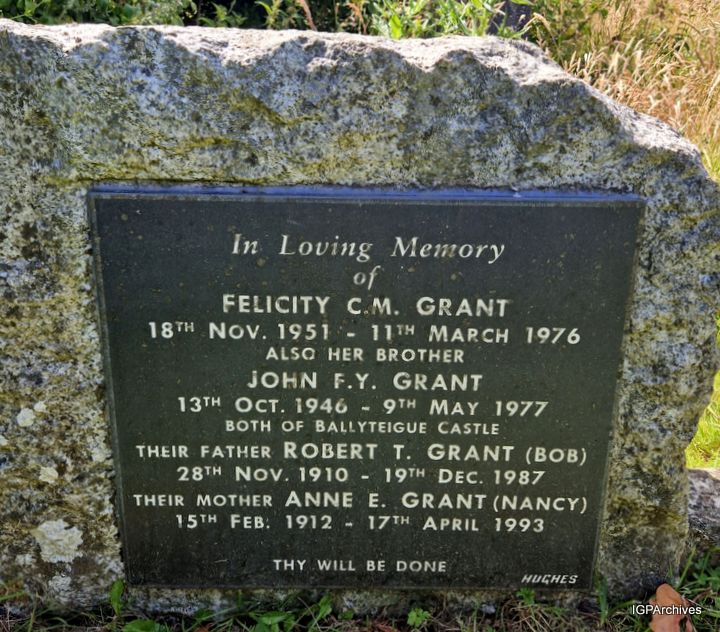 In Loving Memory
of
FELICITY C.M. GRANT
18TH NOV. 1951 - 11TH MARCH 1976
ALSO HER BROTHER
JOHN F.Y. GRANT
13TH OCT. 1946 - 9TH MAY 1977
BOTH OF BALLYTEIGUE CASTLE
THEIR FATHER ROBERT T. GRANT (BOB)
28TH NOV. 1910 - 19TH DEC. 1987
THEIR MOTHER ANNE E. GRANT (NANCY)
15TH FEB. 1912 - 17TH APRIL 1993
THY WILL BE DONE
HUGHES
IGPArchives